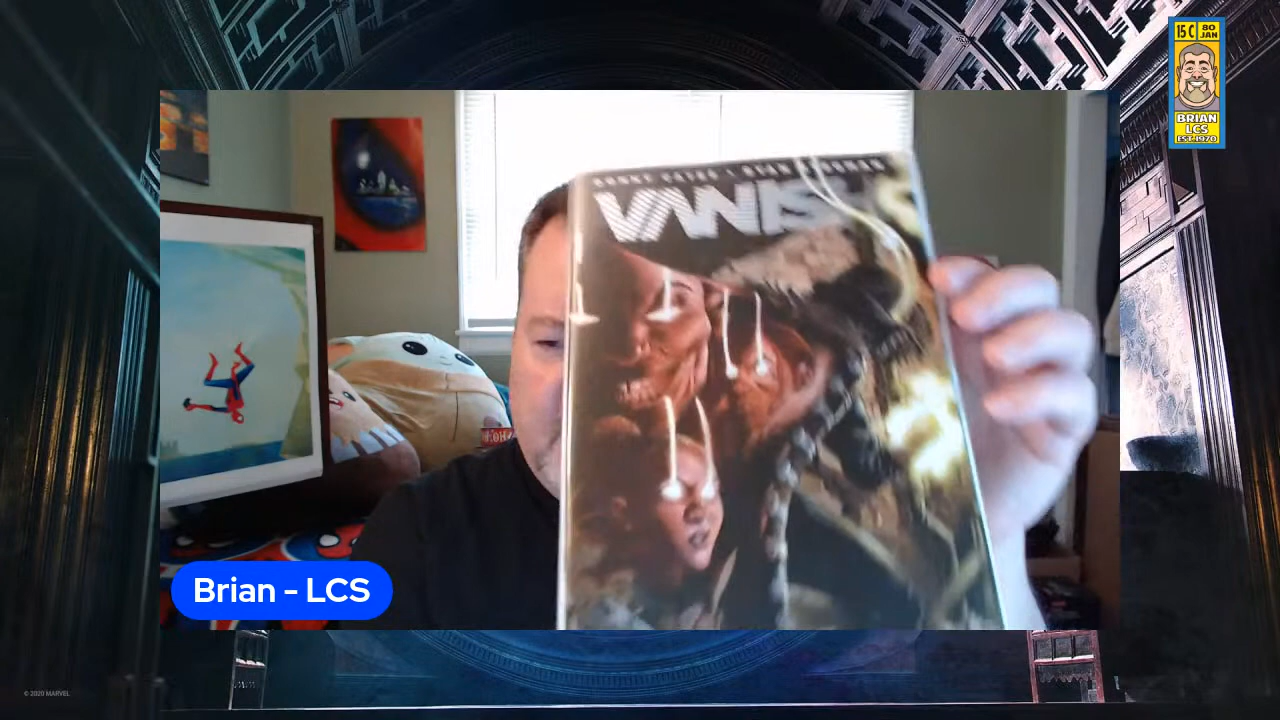 15 C 80
JAN
BRIAN
LCS
EST. 1970
VANISH
Brian - LCS
© 2020 MARVEL